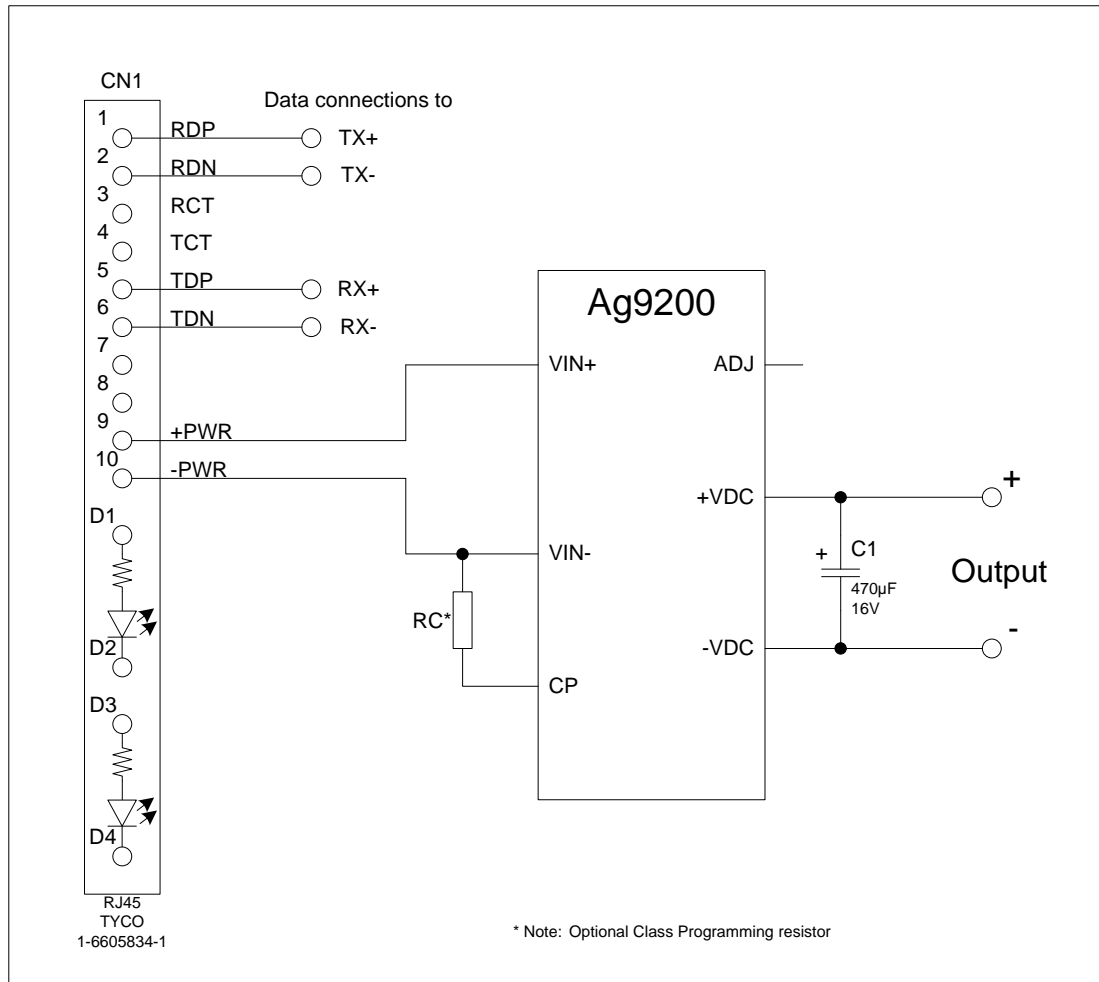 CN1
Data connections to
1 RDP TX+
2 RDN TX-
3 RCT
4 TCT
5 TDP RX+
6 TDN RX-
7
8
9 +PWR
10 -PWR
D1
D2
D3
D4
RJ45
TYCO
1-6605834-1
Ag9200
VIN+ ADJ
+VDC
VIN-
-VDC
CP
RC*
+
+ C1
470µF
16V
Output
-
* Note: Optional Class Programming resistor